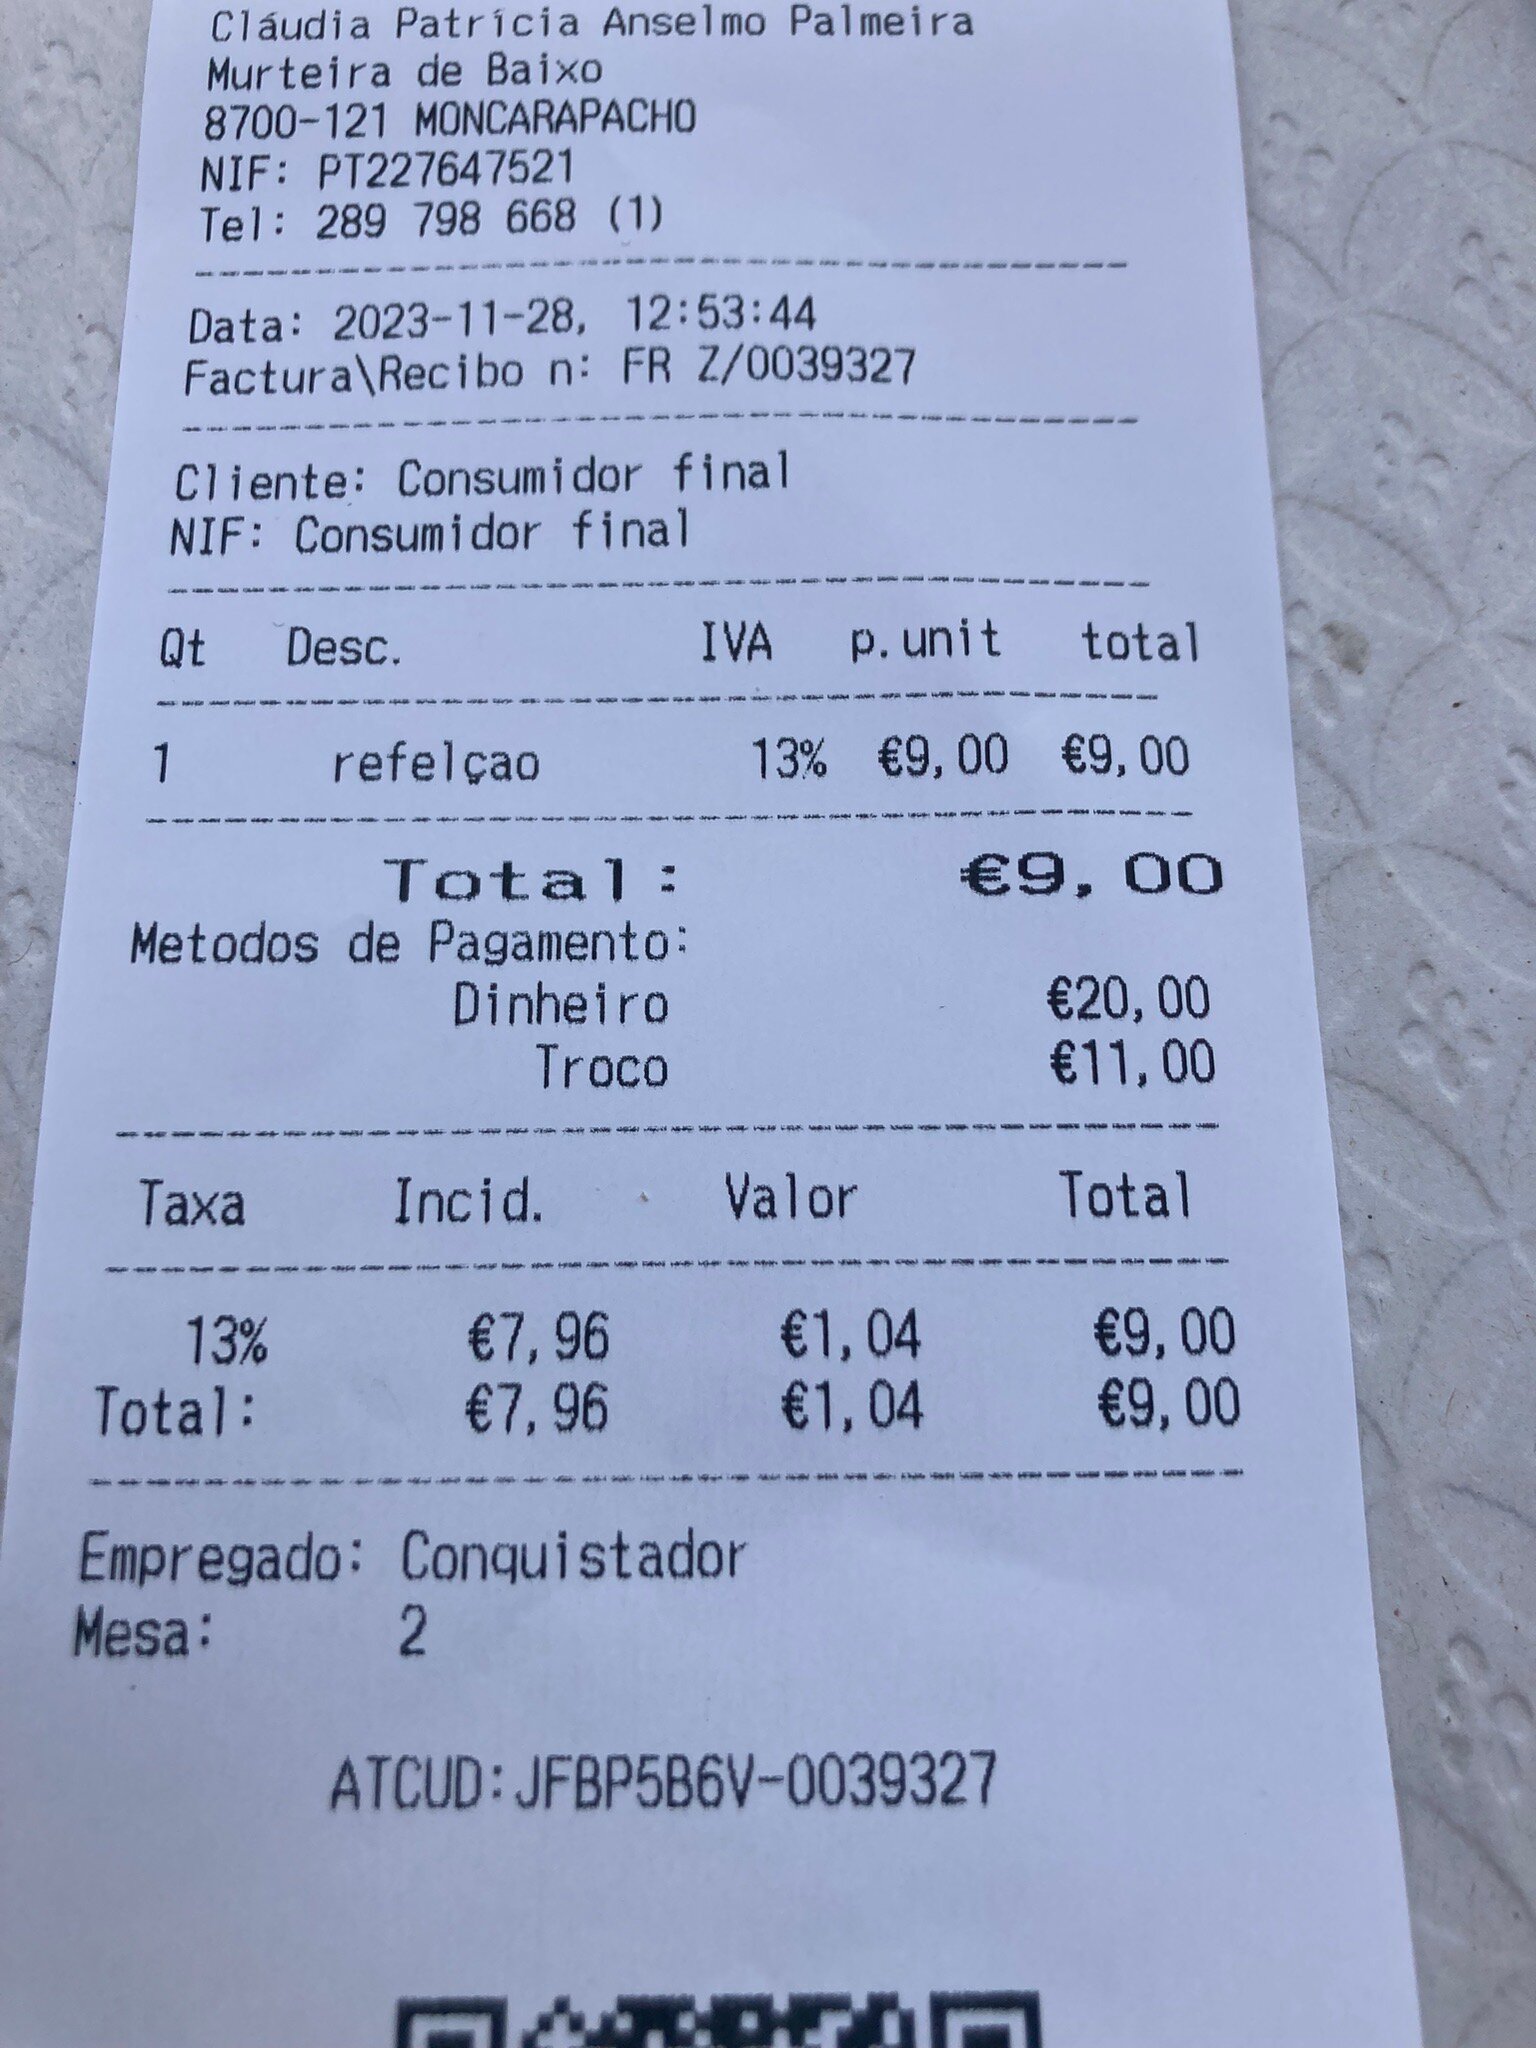 Cláudia Patrícia Anselmo Palmeira
Murteira de Baixo
8700-121 MONCARAPACHO
NIF: PT227647521
Tel: 289 798 668 (1)
Data: 2023-11-28, 12:53:44
Factura\Recibo n: FR Z/0039327
Cliente: Consumidor final
NIF: Consumidor final
Qt Desc. IVA p.unit total
1 refelçao 13% €9,00 €9,00
Total: €9,00
Metodos de Pagamento:
Dinheiro €20,00
Troco €11,00
Taxa Incid. Valor Total
13% €7,96 €1,04 €9,00
Total: €7,96 €1,04 €9,00
Empregado: Conquistador
Mesa: 2
ATCUD:JFBP5B6V-0039327